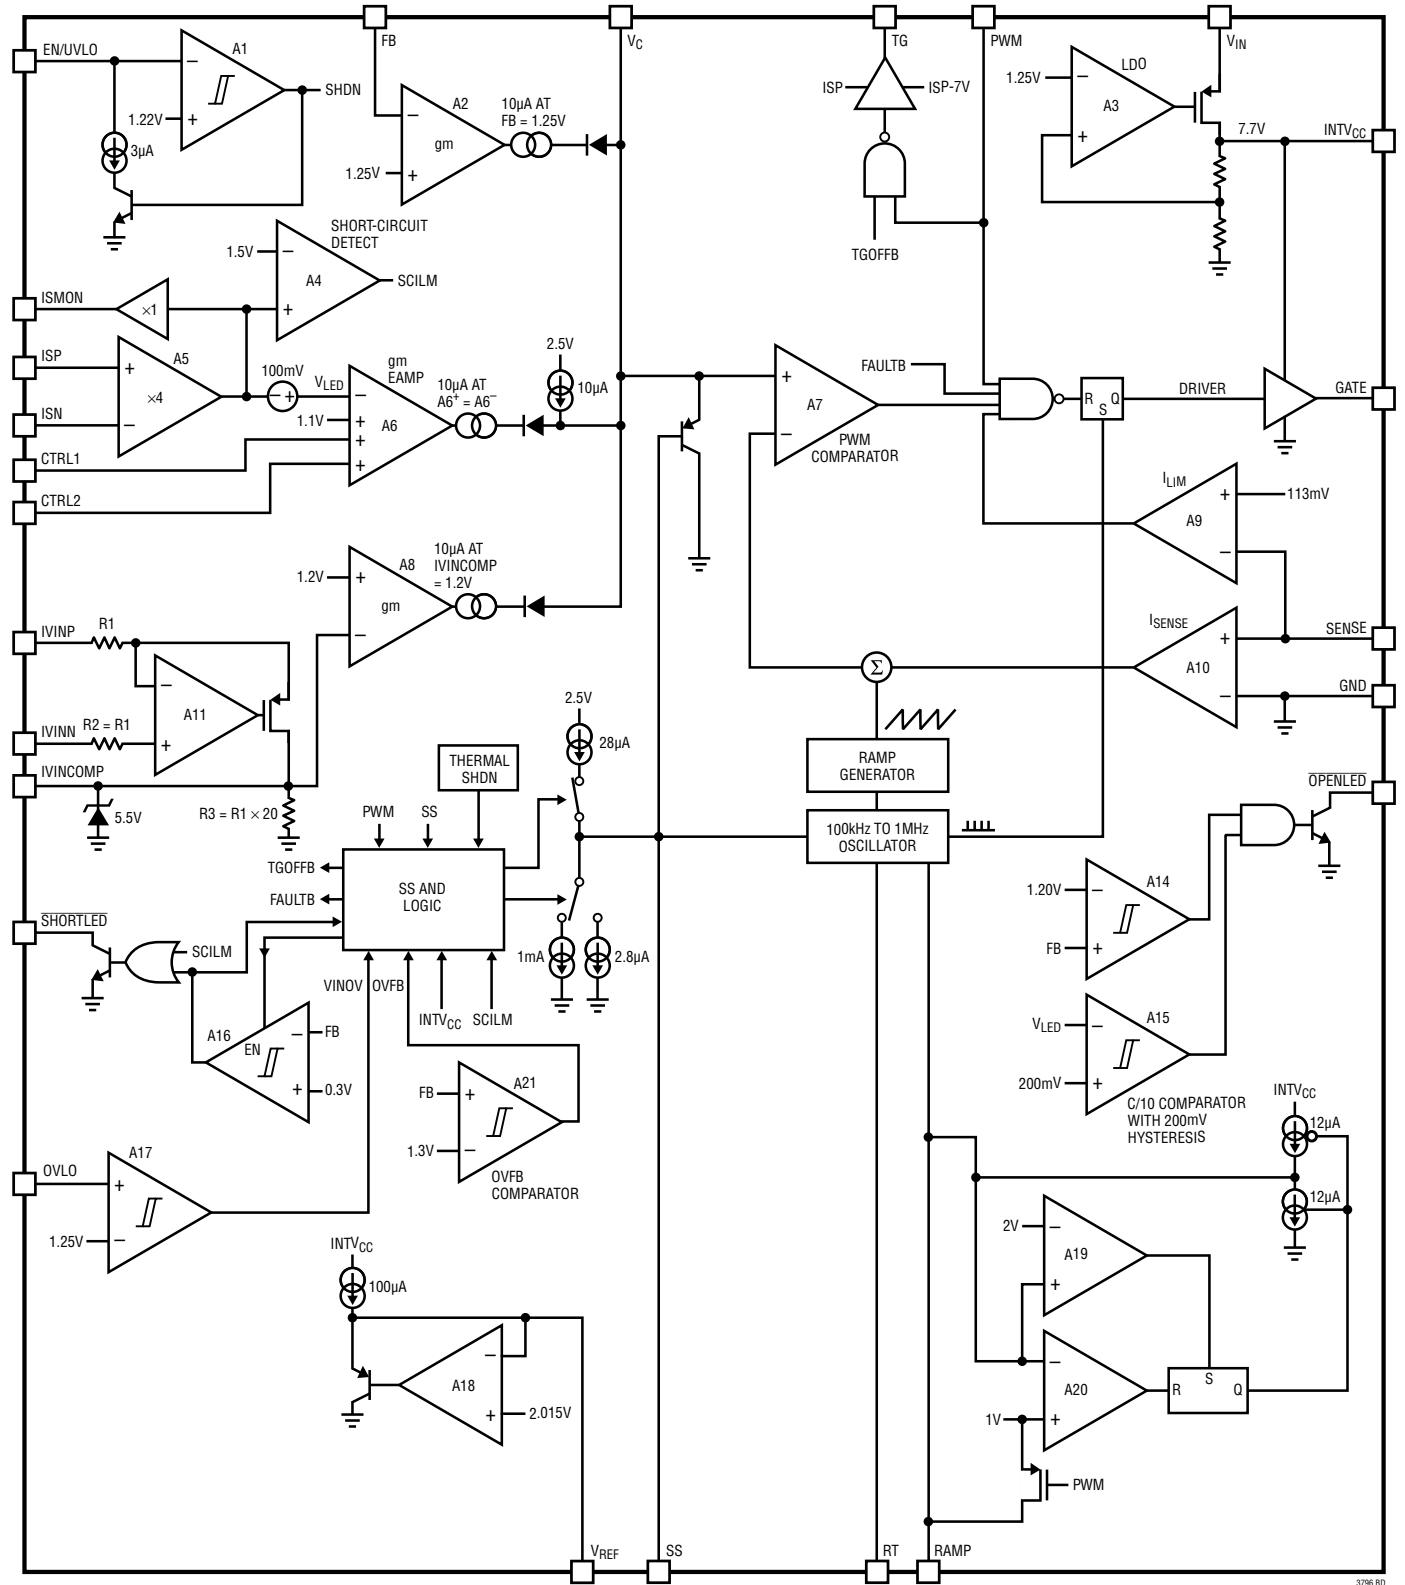 FB
VC
TG
PWM
VIN
EN/UVLO
A1
−
+
1.22V
SHDN
3µA
A2
−
gm
+
1.25V
10µA AT
FB = 1.25V
ISP
ISP-7V
TGOFFB
LDO
1.25V
−
A3
+
7.7V
INTVCC
SHORT-CIRCUIT
DETECT
1.5V
−
A4
+
SCILM
ISMON
×1
ISP
ISN
+
A5
×4
−
100mV
− +
VLED
gm
EAMP
−
1.1V
+
+
+
A6
10µA AT
A6+ = A6−
2.5V
10µA
CTRL1
CTRL2
+
A7
−
PWM
COMPARATOR
FAULTB
R
S
Q
DRIVER
GATE
ILIM
+
A9
−
113mV
1.2V
+
A8
gm
−
10µA AT
IVINCOMP
= 1.2V
ISENSE
+
A10
−
SENSE
GND
Σ
IVINP
R1
−
A11
+
IVINN
R2 = R1
IVINCOMP
5.5V
R3 = R1 × 20
2.5V
28µA
THERMAL
SHDN
PWM
SS
SS AND
LOGIC
TGOFFB
FAULTB
1mA
2.8µA
VINOV
OVFB
INTVCC
SCILM
RAMP
GENERATOR
100kHz TO 1MHz
OSCILLATOR
OPENLED
A14
1.20V
−
FB
+
A15
VLED
−
200mV
+
C/10 COMPARATOR
WITH 200mV
HYSTERESIS
SHORTLED
SCILM
A16
EN
−
FB
+
0.3V
A21
FB
+
1.3V
−
OVFB
COMPARATOR
OVLO
A17
+
1.25V
−
INTVCC
100µA
−
A18
+
2.015V
INTVCC
12µA
12µA
2V
−
A19
+
−
A20
1V
+
R
S
Q
PWM
VREF
SS
RT
RAMP
3796 BD